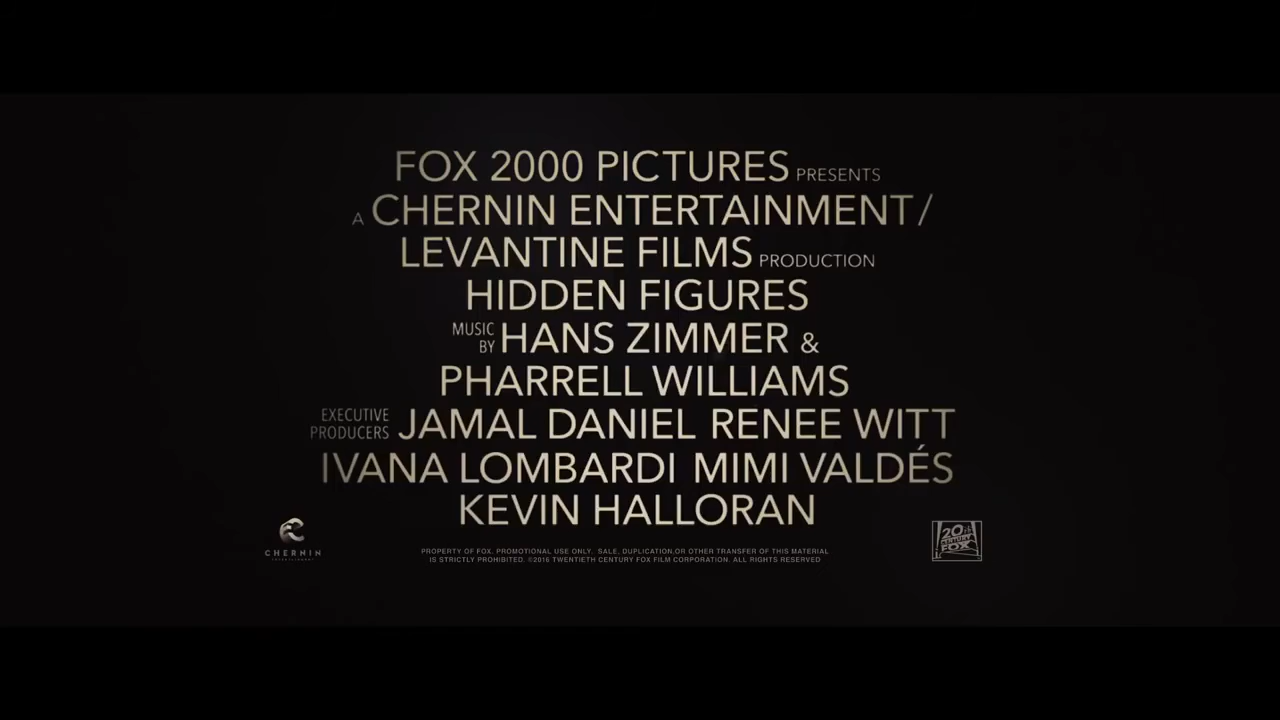 FOX 2000 PICTURES PRESENTS
A CHERNIN ENTERTAINMENT/
LEVANTINE FILMS PRODUCTION
HIDDEN FIGURES
MUSIC BY HANS ZIMMER &
PHARRELL WILLIAMS
EXECUTIVE PRODUCERS JAMAL DANIEL RENEE WITT
IVANA LOMBARDI MIMI VALDÉS
KEVIN HALLORAN
CHERNIN
ENTERTAINMENT
PROPERTY OF FOX. PROMOTIONAL USE ONLY. SALE, DUPLICATION,OR OTHER TRANSFER OF THIS MATERIAL
IS STRICTLY PROHIBITED. ©2016 TWENTIETH CENTURY FOX FILM CORPORATION. ALL RIGHTS RESERVED
20th
CENTURY
FOX